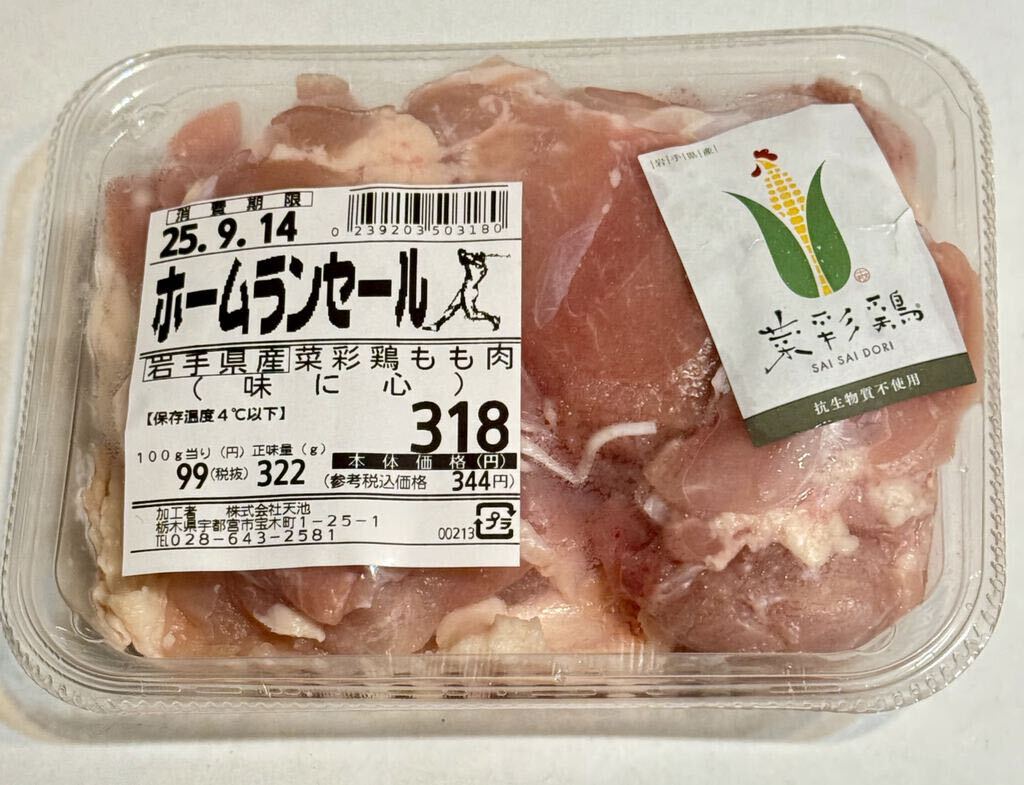 消費期限
25.9.14
0 239203 503180
ホームランセール
岩手県産菜彩鶏もも肉
(味に心)
【保存温度4℃以下】
318
100g当り(円) 正味量(g)
本体価格(円)
99(税抜) 322
(参考税込価格 344円)
加工者 株式会社天池
栃木県宇都宮市宝木町1-25-1
TEL028-643-2581
00213
プラ
岩手県産
菜彩鶏
SAI SAI DORI
抗生物質不使用